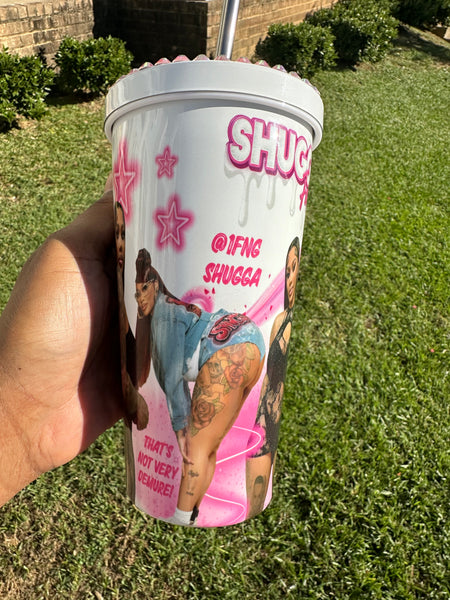 SHUG
@1FNG
SHUGGA
THAT'S
NOT VERY
DEMURE!